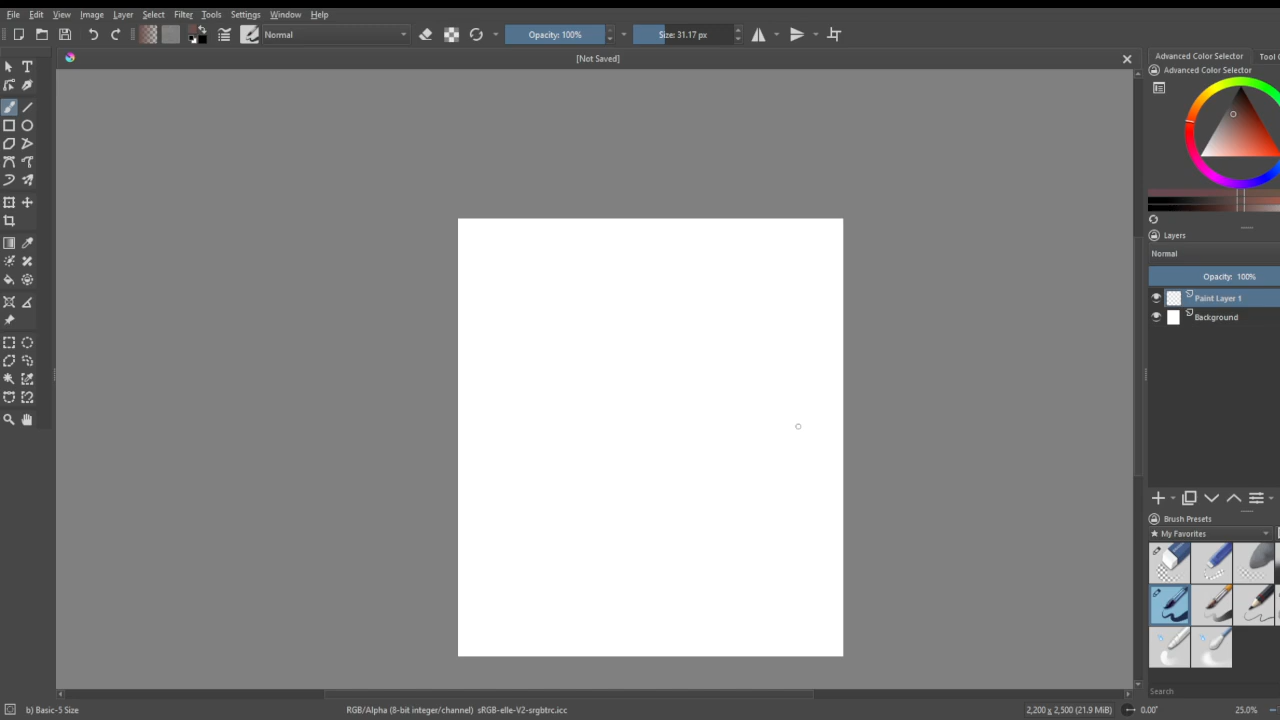 File Edit View Image Layer Select Filter Tools Settings Window Help
Normal Opacity: 100% Size: 31.17 px
[Not Saved]
Advanced Color Selector
Advanced Color Selector
Layers
Normal
Opacity: 100%
Paint Layer 1
Background
Brush Presets
My Favorites
Search
b) Basic-5 Size RGB/Alpha (8-bit integer/channel) sRGB-elle-V2-srgbtrc.icc 2,200 x 2,500 (21.9 MiB) 0.00° 25.0%